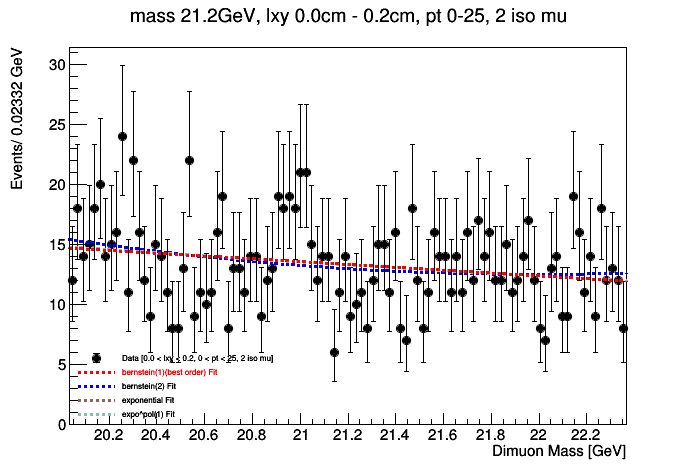 mass 21.2GeV, lxy 0.0cm - 0.2cm, pt 0-25, 2 iso mu
Events/ 0.02332 GeV
30
25
20
15
10
5
0
Data [0.0 < lxy < 0.2, 0 < pt < 25, 2 iso mu]
bernstein(1)(best order) Fit
bernstein(2) Fit
exponential Fit
expo*pol(1) Fit
20.2 20.4 20.6 20.8 21 21.2 21.4 21.6 21.8 22 22.2
Dimuon Mass [GeV]